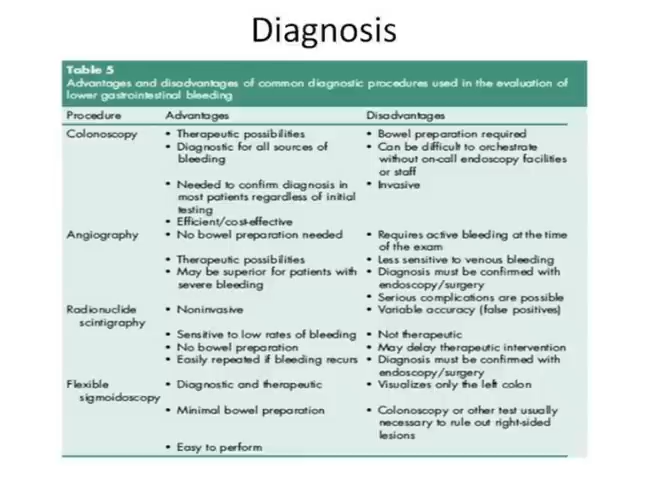 Diagnosis
Table 5
Advantages and disadvantages of common diagnostic procedures used in the evaluation of
lower gastrointestinal bleeding
Procedure Advantages Disadvantages
Colonoscopy • Therapeutic possibilities • Bowel preparation required
• Diagnostic for all sources of • Can be difficult to orchestrate
bleeding without on-call endoscopy facilities
or staff
• Needed to confirm diagnosis in • Invasive
most patients regardless of initial
testing
• Efficient/cost-effective
Angiography • No bowel preparation needed • Requires active bleeding at the time
of the exam
• Therapeutic possibilities • Less sensitive to venous bleeding
• May be superior for patients with • Diagnosis must be confirmed with
severe bleeding endoscopy/surgery
• Serious complications are possible
Radionuclide • Noninvasive • Variable accuracy (false positives)
scintigraphy
• Sensitive to low rates of bleeding • Not therapeutic
• No bowel preparation • May delay therapeutic intervention
• Easily repeated if bleeding recurs • Diagnosis must be confirmed with
endoscopy/surgery
Flexible • Diagnostic and therapeutic • Visualizes only the left colon
sigmoidoscopy
• Minimal bowel preparation • Colonoscopy or other test usually
necessary to rule out right-sided
lesions
• Easy to perform